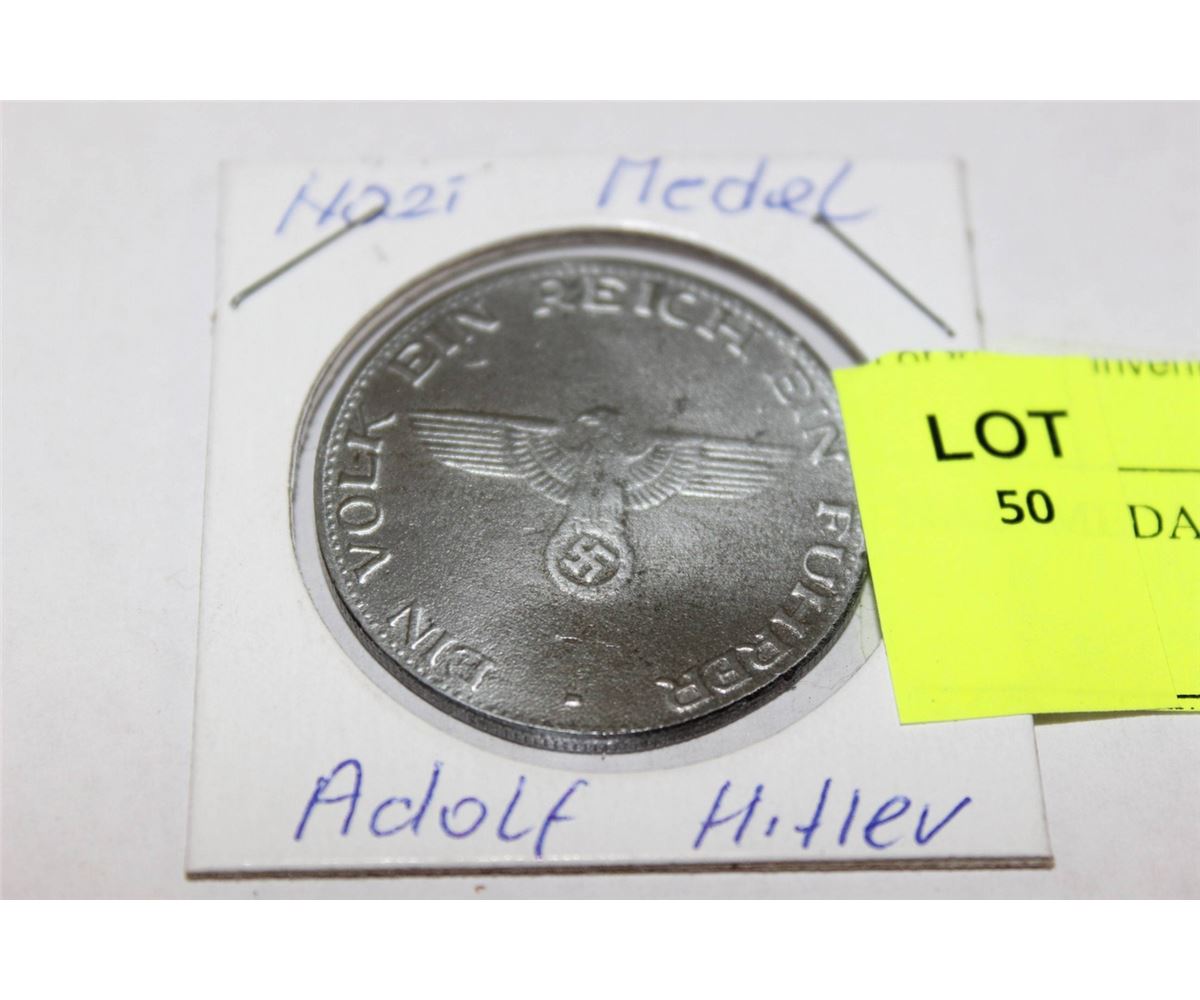 Nazi Medal
EIN VOLK EIN REICH EIN FÜHRER
LOT
50
DA
Adolf Hitler